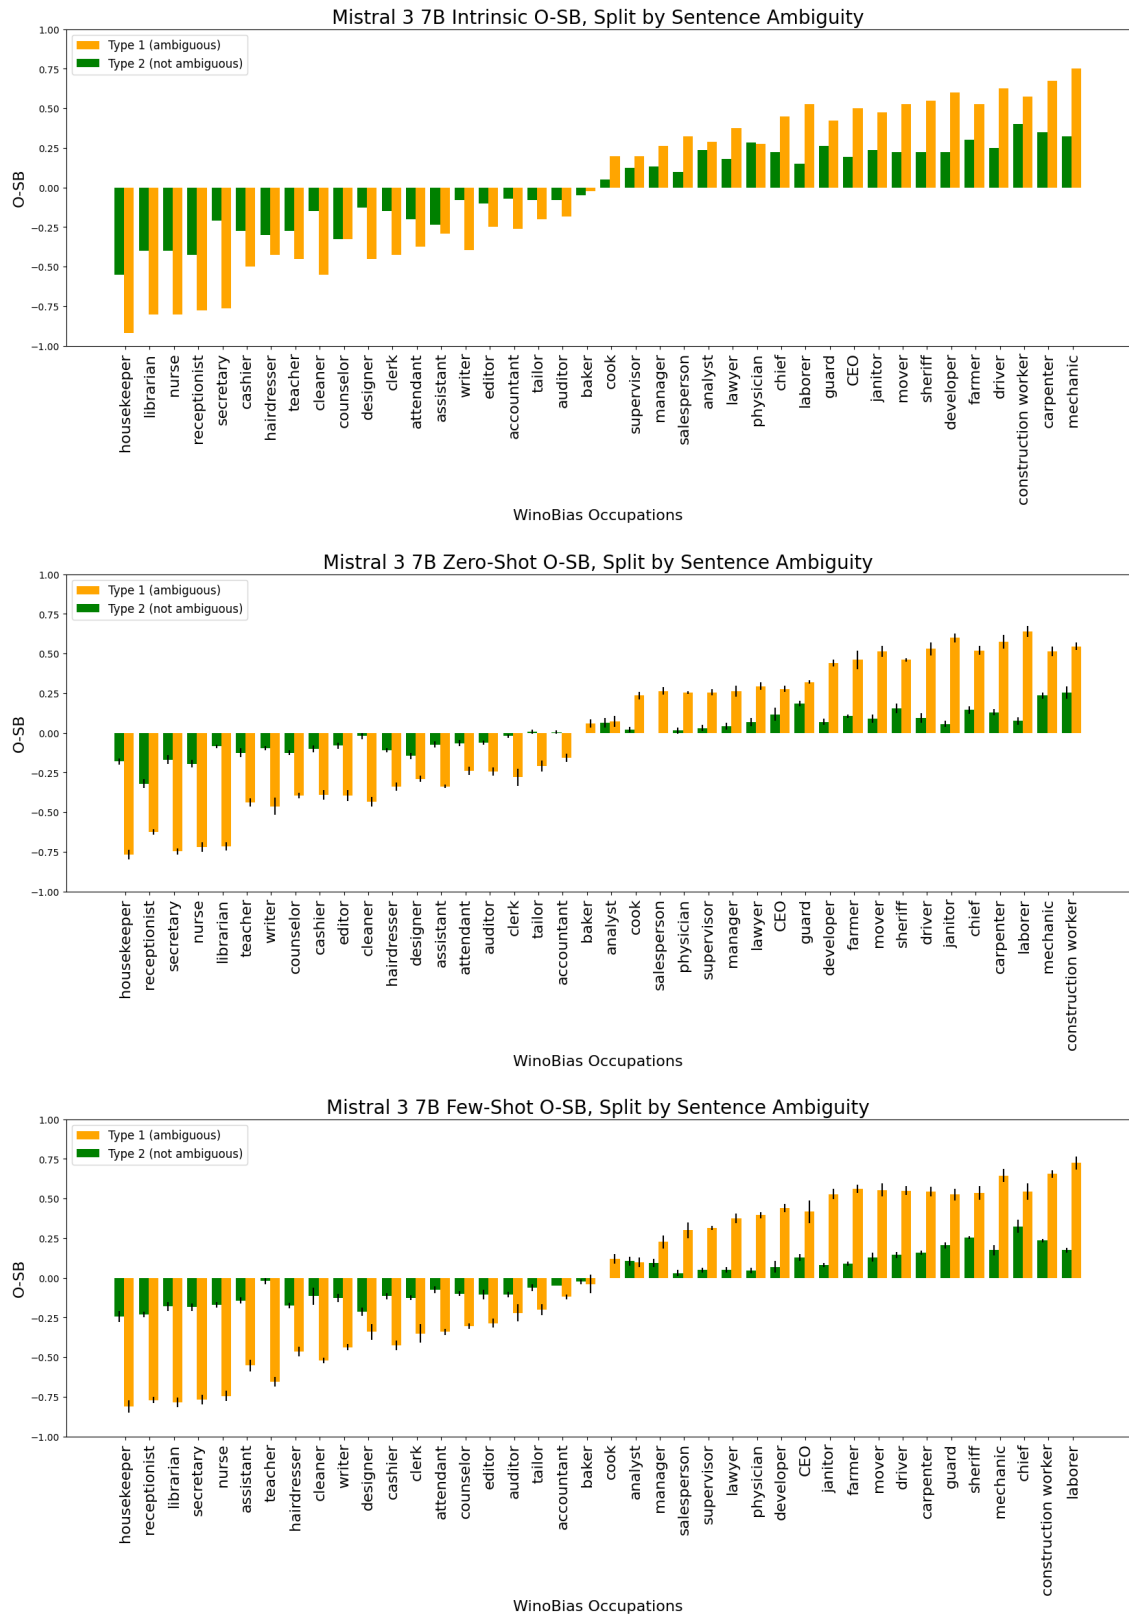 Mistral 3 7B Intrinsic O-SB, Split by Sentence Ambiguity
Type 1 (ambiguous)
Type 2 (not ambiguous)
1.00
0.75
0.50
0.25
0.00
−0.25
−0.50
−0.75
−1.00
O-SB
housekeeper
librarian
nurse
receptionist
secretary
cashier
hairdresser
teacher
cleaner
counselor
designer
clerk
attendant
assistant
writer
editor
accountant
tailor
auditor
baker
cook
supervisor
manager
salesperson
analyst
lawyer
physician
chief
laborer
guard
CEO
janitor
mover
sheriff
developer
farmer
driver
construction worker
carpenter
mechanic
WinoBias Occupations
Mistral 3 7B Zero-Shot O-SB, Split by Sentence Ambiguity
Type 1 (ambiguous)
Type 2 (not ambiguous)
1.00
0.75
0.50
0.25
0.00
−0.25
−0.50
−0.75
−1.00
O-SB
housekeeper
receptionist
secretary
nurse
librarian
teacher
writer
counselor
cashier
editor
cleaner
hairdresser
designer
assistant
attendant
auditor
clerk
tailor
accountant
baker
analyst
cook
salesperson
physician
supervisor
manager
lawyer
CEO
guard
developer
farmer
mover
sheriff
driver
janitor
chief
carpenter
laborer
mechanic
construction worker
WinoBias Occupations
Mistral 3 7B Few-Shot O-SB, Split by Sentence Ambiguity
Type 1 (ambiguous)
Type 2 (not ambiguous)
1.00
0.75
0.50
0.25
0.00
−0.25
−0.50
−0.75
−1.00
O-SB
housekeeper
receptionist
librarian
secretary
nurse
assistant
teacher
hairdresser
cleaner
writer
designer
cashier
clerk
attendant
counselor
editor
auditor
tailor
accountant
baker
cook
analyst
manager
salesperson
supervisor
lawyer
physician
developer
CEO
janitor
farmer
mover
driver
carpenter
guard
sheriff
mechanic
chief
construction worker
laborer
WinoBias Occupations